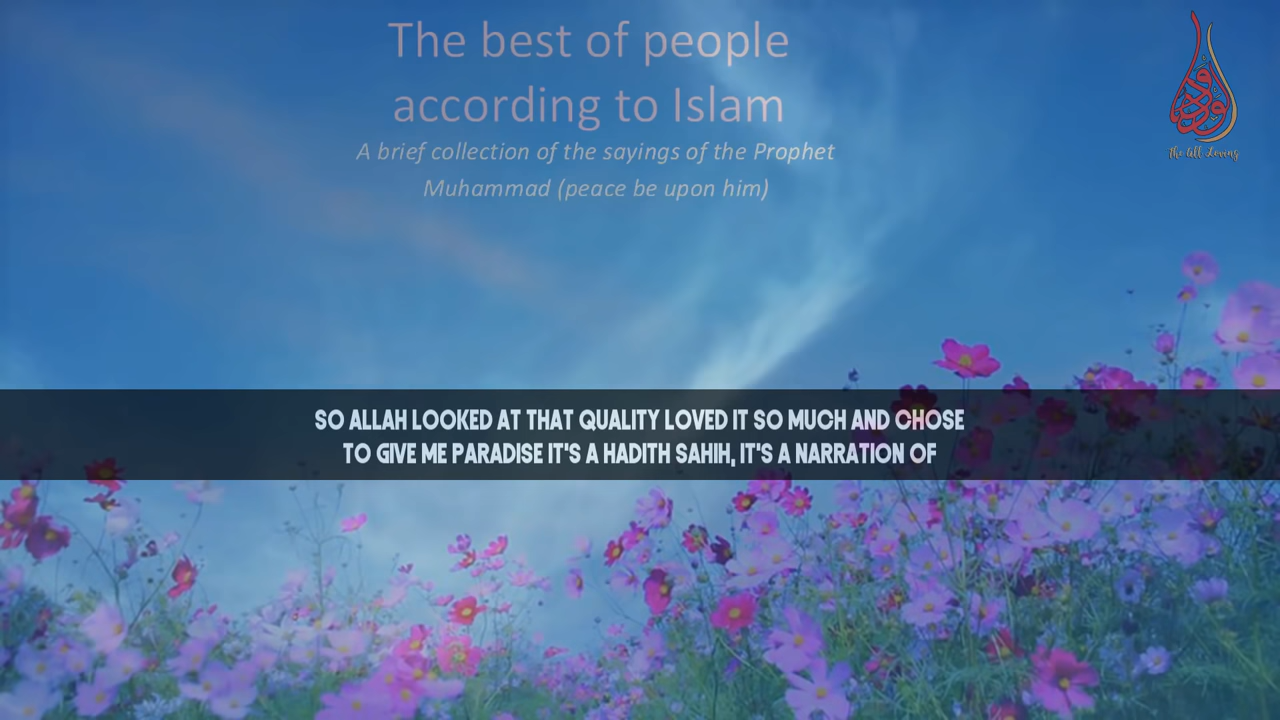 The best of people
according to Islam
A brief collection of the sayings of the Prophet
Muhammad (peace be upon him)
الودود
The All Loving
SO ALLAH LOOKED AT THAT QUALITY LOVED IT SO MUCH AND CHOSE
TO GIVE ME PARADISE IT'S A HADITH SAHIH, IT'S A NARRATION OF